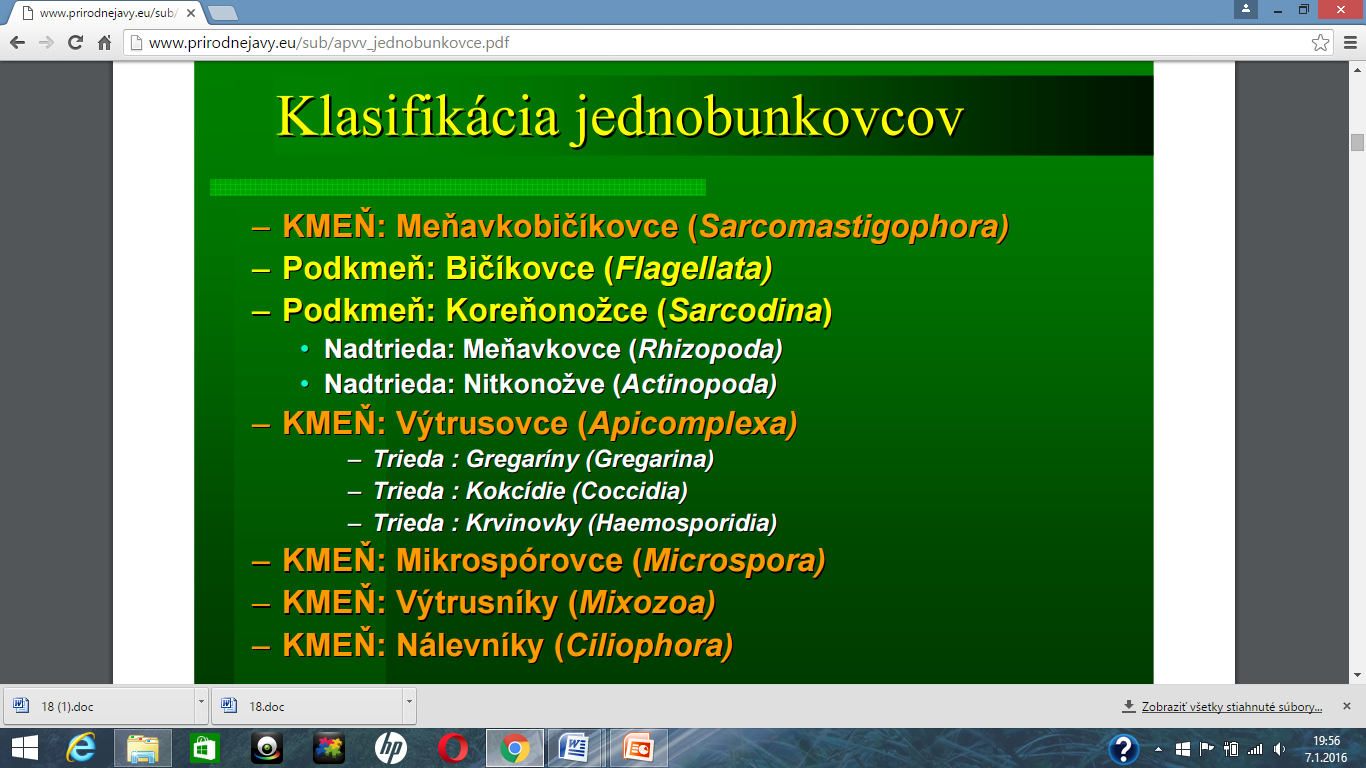 www.prirodnejavy.eu/sub/
www.prirodnejavy.eu/sub/apvv_jednobunkovce.pdf
Klasifikácia jednobunkovcov
– KMEŇ: Meňavkobičíkovce (Sarcomastigophora)
– Podkmeň: Bičíkovce (Flagellata)
– Podkmeň: Koreňonožce (Sarcodina)
• Nadtrieda: Meňavkovce (Rhizopoda)
• Nadtrieda: Nitkonožve (Actinopoda)
– KMEŇ: Výtrusovce (Apicomplexa)
– Trieda : Gregaríny (Gregarina)
– Trieda : Kokcídie (Coccidia)
– Trieda : Krvinovky (Haemosporidia)
– KMEŇ: Mikrospórovce (Microspora)
– KMEŇ: Výtrusníky (Mixozoa)
– KMEŇ: Nálevníky (Ciliophora)
18 (1).doc
18.doc
Zobraziť všetky stiahnuté súbory...
hp
19:56
7.1.2016